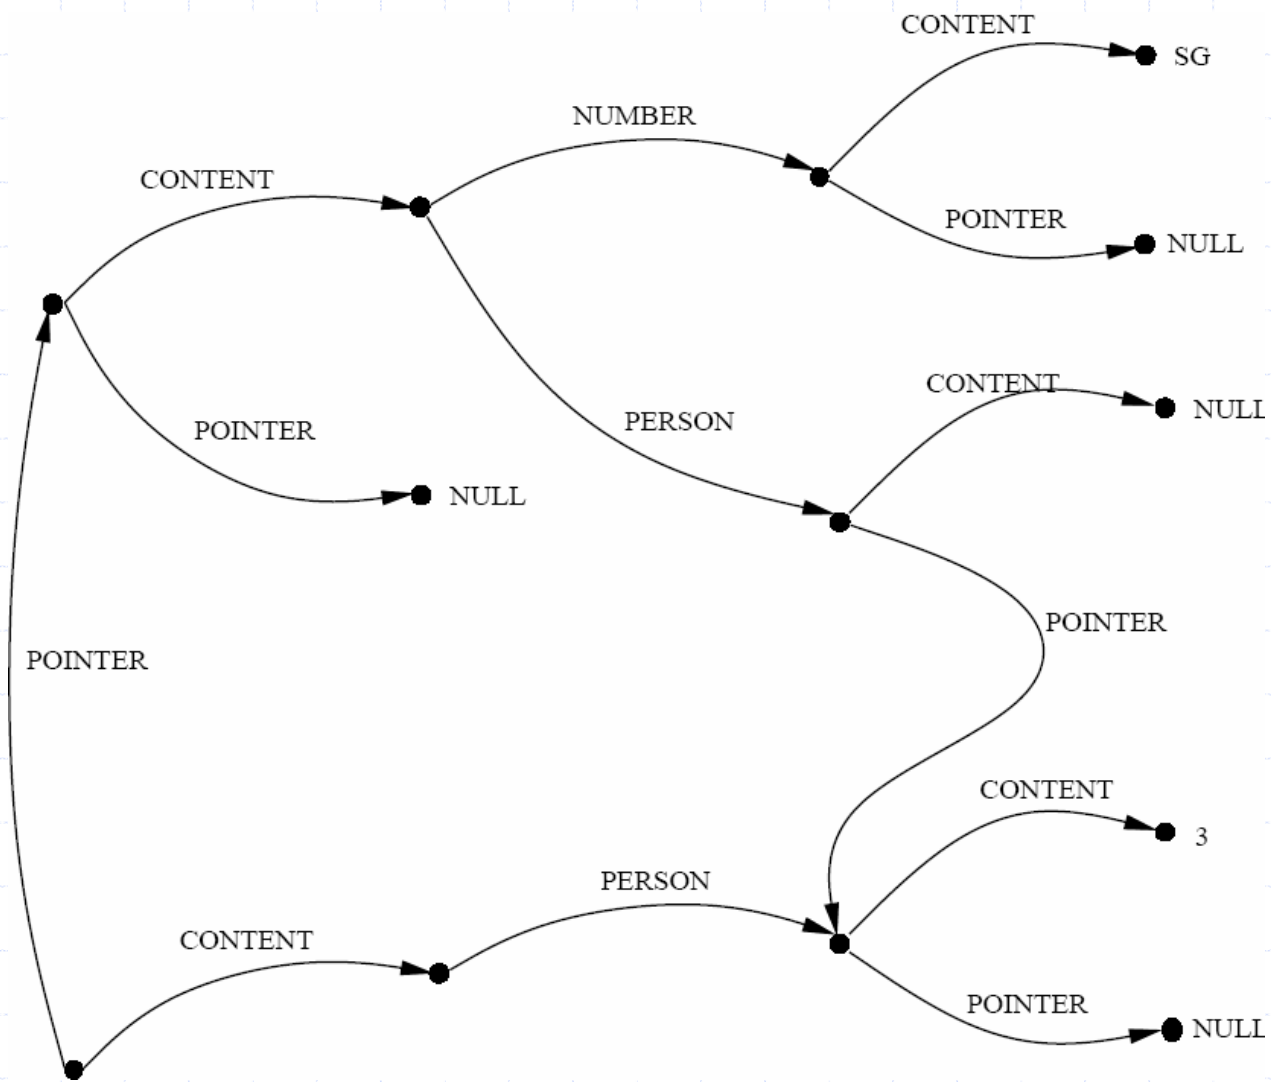 CONTENT
SG
NUMBER
CONTENT
POINTER
NULL
CONTENT
NULL
PERSON
POINTER
NULL
POINTER
POINTER
CONTENT
3
PERSON
CONTENT
POINTER
NULL